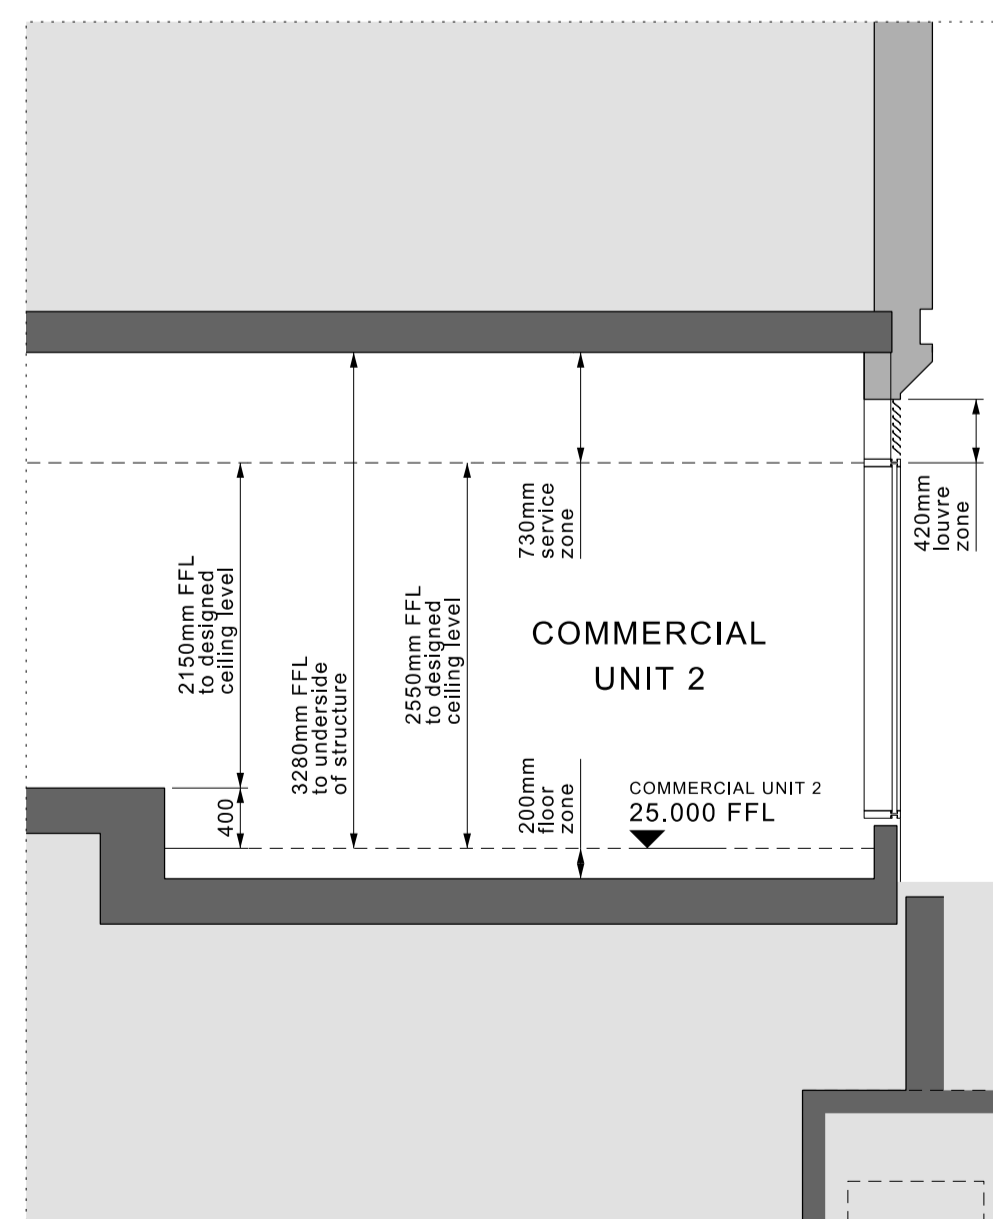 2150mm FFL
to designed
ceiling level
400
3280mm FFL
to underside
of structure
2550mm FFL
to designed
ceiling level
730mm
service
zone
200mm
floor
zone
COMMERCIAL
UNIT 2
COMMERCIAL UNIT 2
25.000 FFL
420mm
louvre
zone